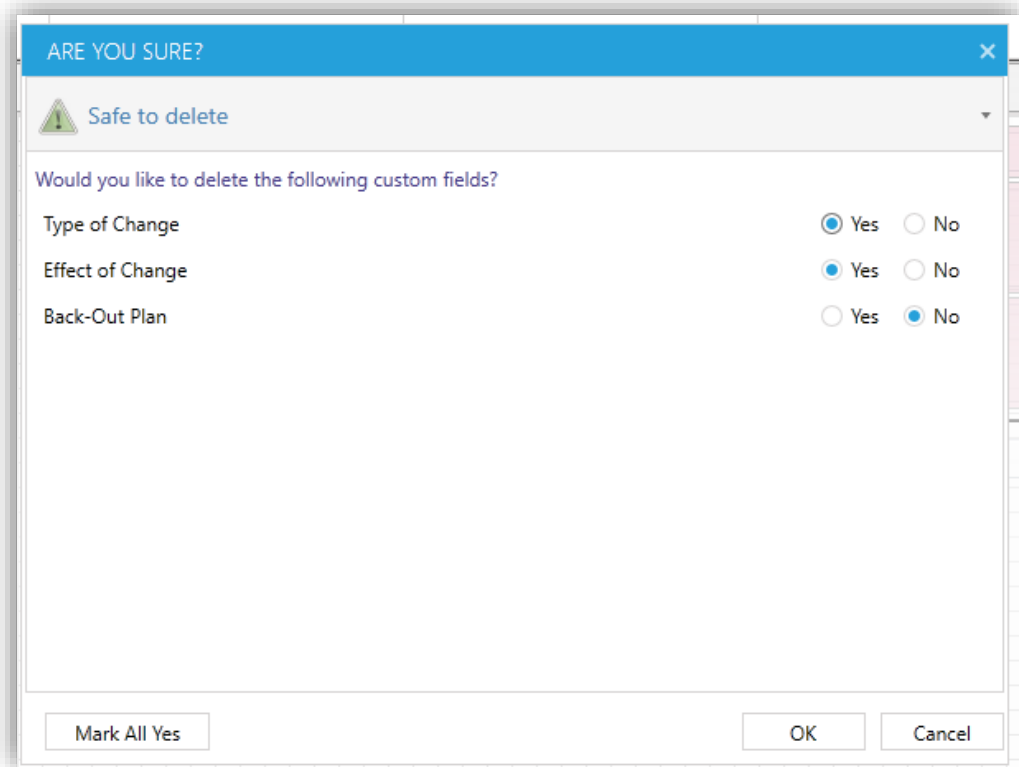 ARE YOU SURE?
Safe to delete
Would you like to delete the following custom fields?
Type of Change Yes No
Effect of Change Yes No
Back-Out Plan Yes No
Mark All Yes OK Cancel